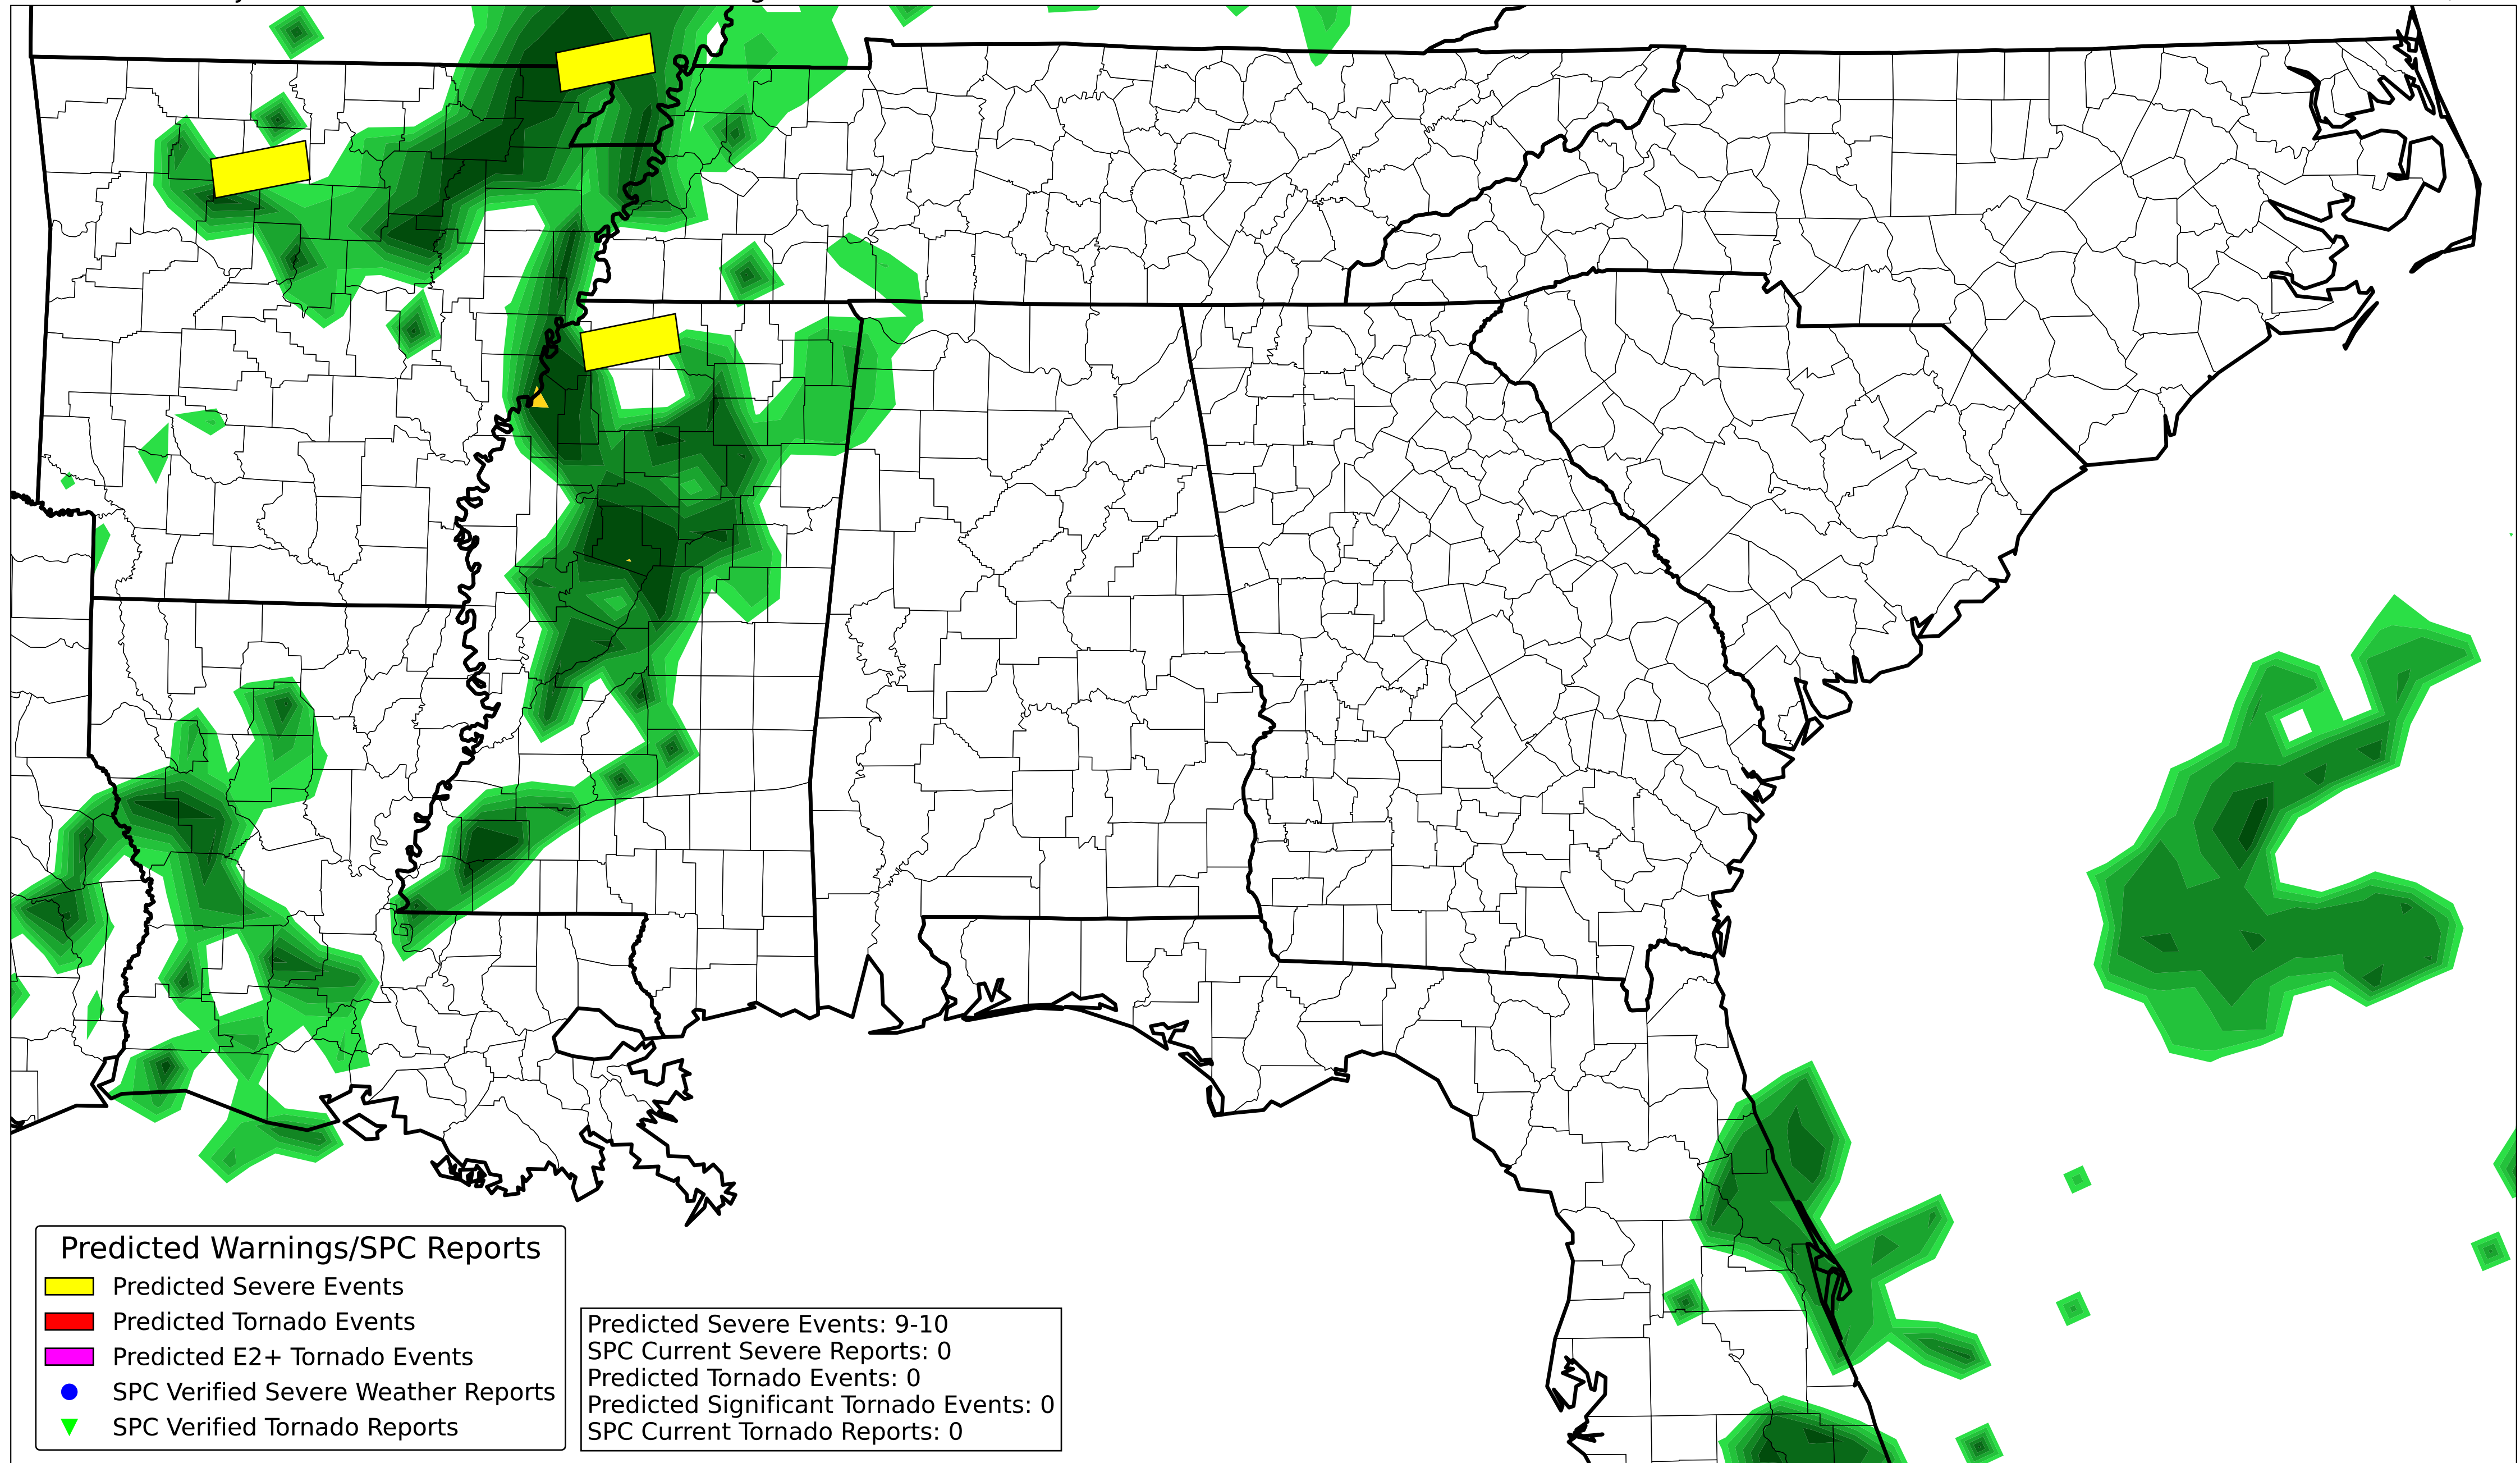 Predicted Warnings/SPC Reports
Predicted Severe Events
Predicted Tornado Events
Predicted E2+ Tornado Events
SPC Verified Severe Weather Reports
SPC Verified Tornado Reports
Predicted Severe Events: 9-10
SPC Current Severe Reports: 0
Predicted Tornado Events: 0
Predicted Significant Tornado Events: 0
SPC Current Tornado Reports: 0